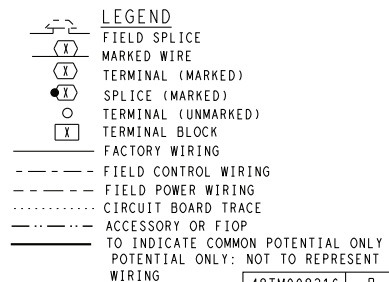 LEGEND
FIELD SPLICE
X
MARKED WIRE
X
TERMINAL (MARKED)
X
SPLICE (MARKED)
TERMINAL (UNMARKED)
X
TERMINAL BLOCK
FACTORY WIRING
FIELD CONTROL WIRING
FIELD POWER WIRING
CIRCUIT BOARD TRACE
ACCESSORY OR FIOP
TO INDICATE COMMON POTENTIAL ONLY
POTENTIAL ONLY: NOT TO REPRESENT
WIRING